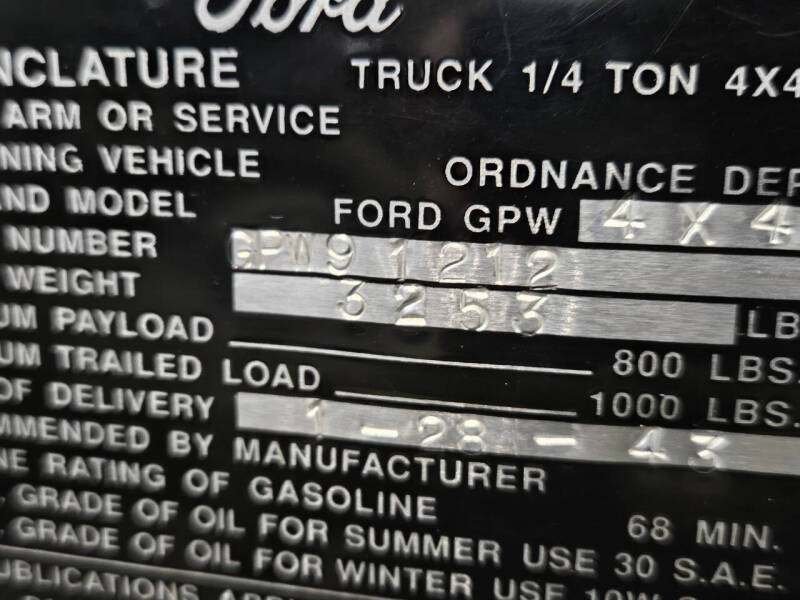 Ford
NCLATURE TRUCK 1/4 TON 4X4
ARM OR SERVICE
NING VEHICLE ORDNANCE DEP
AND MODEL FORD GPW 4 X 4
NUMBER GPW 91212
WEIGHT 3253 LB
UM PAYLOAD 800 LBS.
UM TRAILED LOAD 1000 LBS.
OF DELIVERY 1 - 28 - 43
MMENDED BY MANUFACTURER
NE RATING OF GASOLINE 68 MIN.
GRADE OF OIL FOR SUMMER USE 30 S.A.E.
GRADE OF OIL FOR WINTER USE 10W
UBLICATIONS